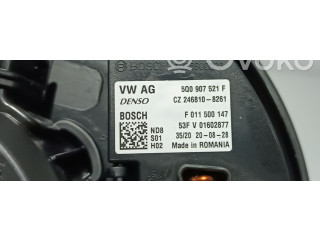 VW AG 5Q0 907 521 F
DENSO CZ 246810-8261
BOSCH F 011 500 147
ND8 53F V 01602877
S01 35/20 20-08-28
H02 Made in ROMANIA
OVOKO